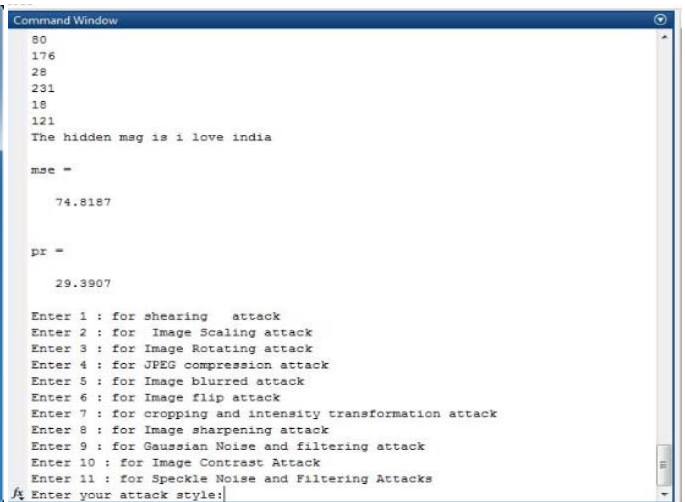 Command Window
80
176
28
231
18
121
The hidden msg is i love india
mse =
74.8187
pr =
29.3907
Enter 1 : for shearing   attack
Enter 2 : for  Image Scaling attack
Enter 3 : for Image Rotating attack
Enter 4 : for JPEG compression attack
Enter 5 : for Image blurred attack
Enter 6 : for Image flip attack
Enter 7 : for cropping and intensity transformation attack
Enter 8 : for Image sharpening attack
Enter 9 : for Gaussian Noise and filtering attack
Enter 10 : for Image Contrast Attack
Enter 11 : for Speckle Noise and Filtering Attacks
fx Enter your attack style: